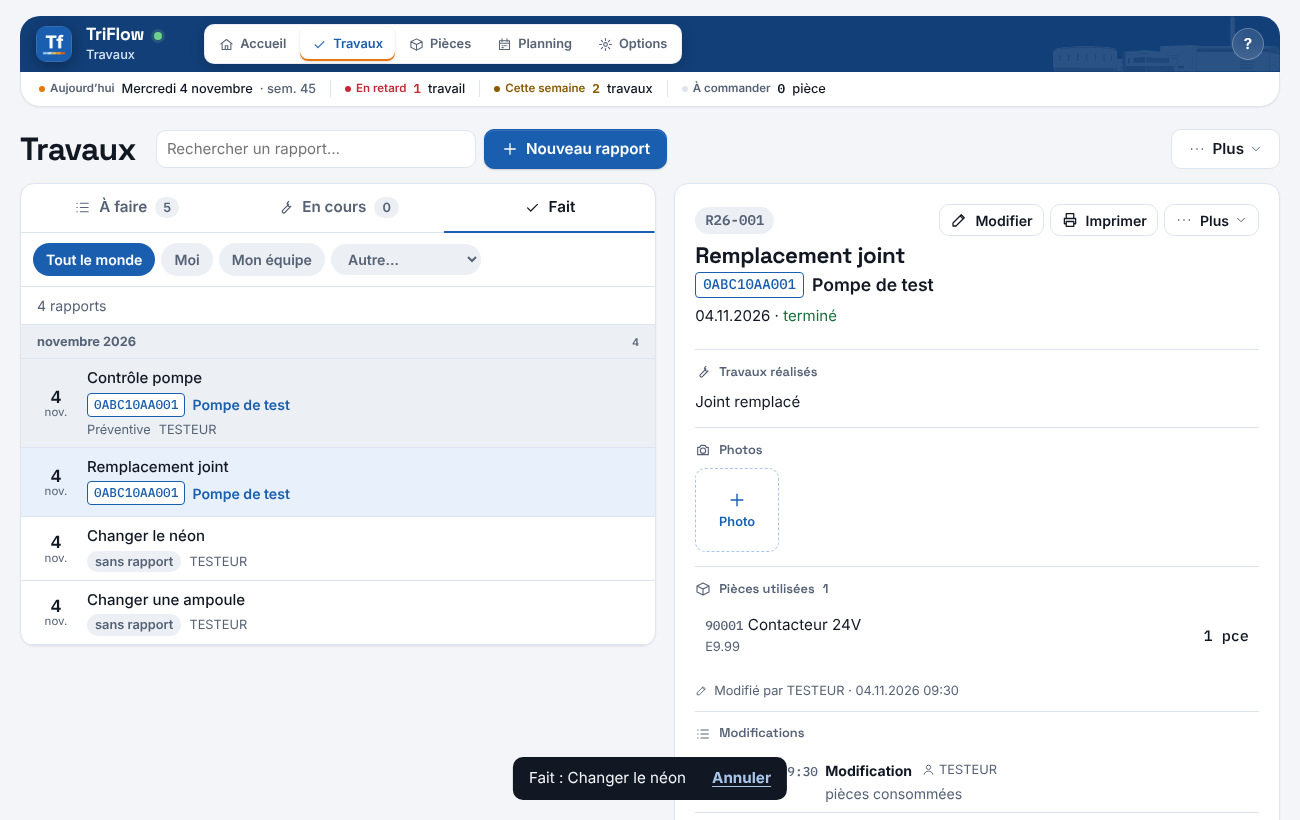 Tf
TriFlow
Travaux
Accueil
Travaux
Pièces
Planning
Options
?
Aujourd'hui Mercredi 4 novembre · sem. 45
En retard 1 travail
Cette semaine 2 travaux
À commander 0 pièce
Travaux
Rechercher un rapport...
Nouveau rapport
Plus
À faire 5
En cours 0
Fait
Tout le monde
Moi
Mon équipe
Autre...
4 rapports
novembre 2026 4
4 nov.
Contrôle pompe
0ABC10AA001 Pompe de test
Préventive TESTEUR
4 nov.
Remplacement joint
0ABC10AA001 Pompe de test
4 nov.
Changer le néon
sans rapport TESTEUR
4 nov.
Changer une ampoule
sans rapport TESTEUR
R26-001
Modifier
Imprimer
Plus
Remplacement joint
0ABC10AA001 Pompe de test
04.11.2026 · terminé
Travaux réalisés
Joint remplacé
Photos
Photo
Pièces utilisées 1
90001 Contacteur 24V
E9.99
1 pce
Modifié par TESTEUR · 04.11.2026 09:30
Modifications
9:30 Modification TESTEUR
pièces consommées
Fait : Changer le néon Annuler